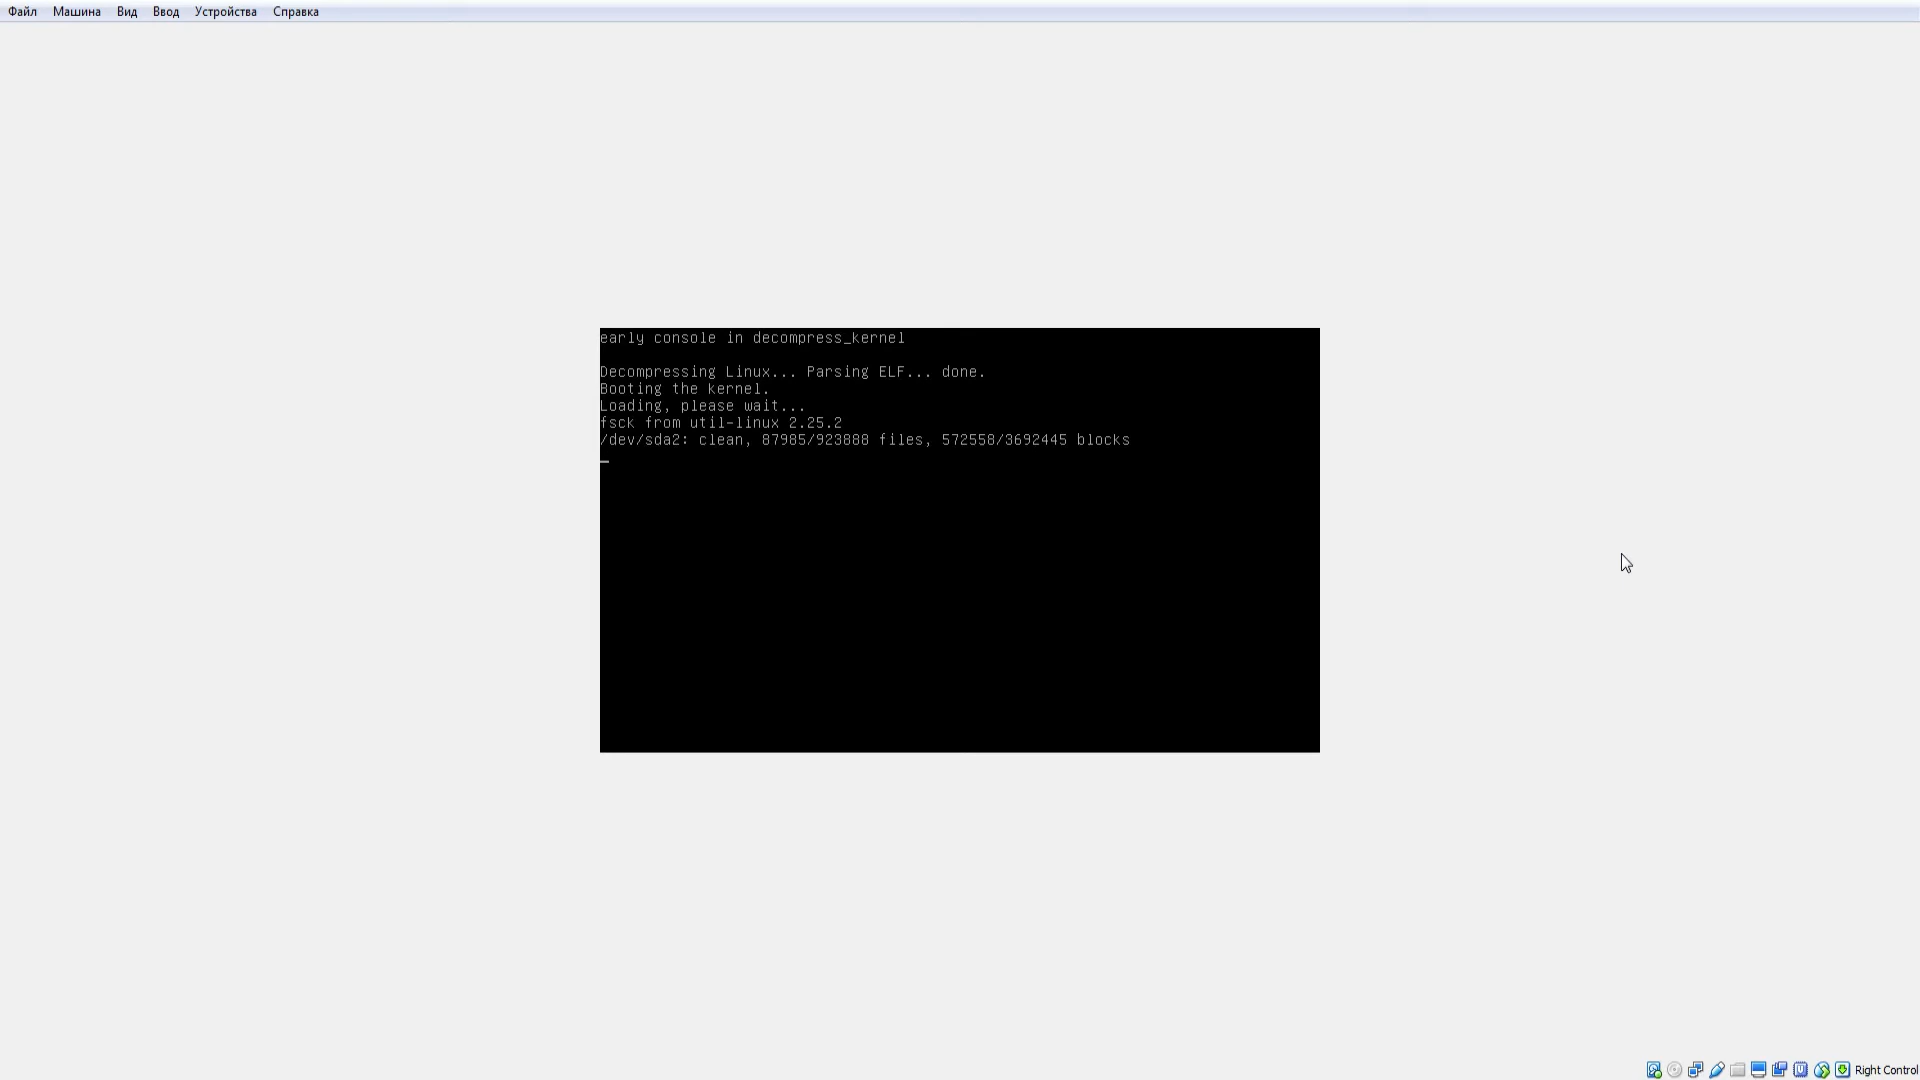 Файл Машина Вид Ввод Устройства Справка
early console in decompress_kernel
Decompressing Linux... Parsing ELF... done.
Booting the kernel.
Loading, please wait...
fsck from util-linux 2.25.2
/dev/sda2: clean, 87985/923888 files, 572558/3692445 blocks
Right Control